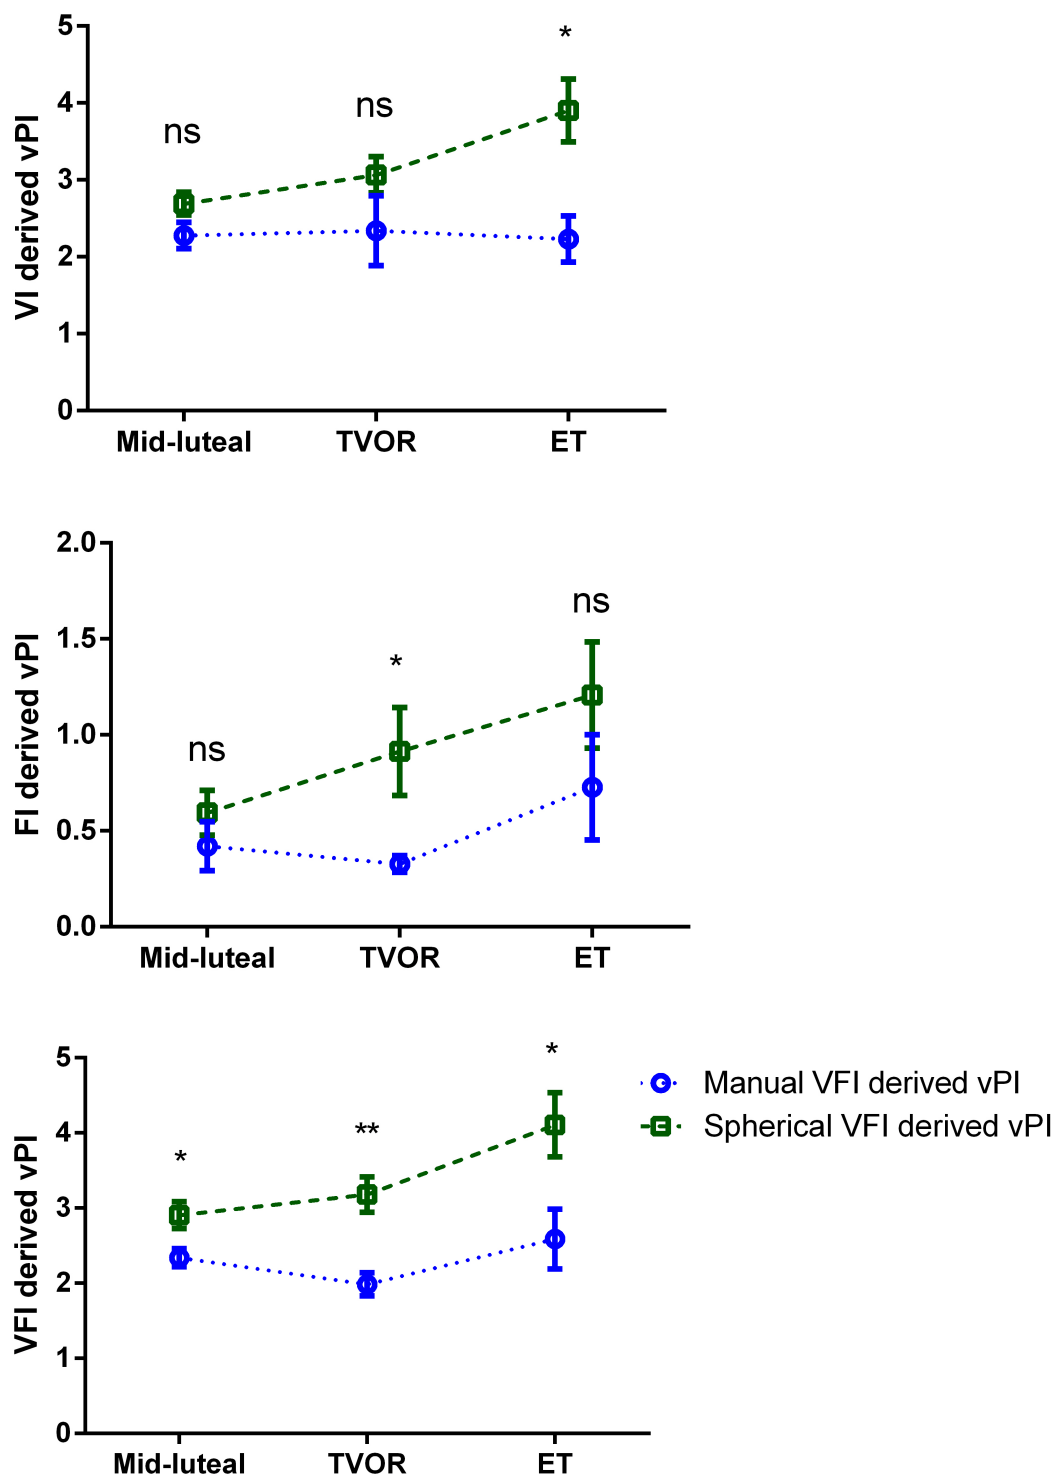 VI derived vPI
5
4
3
2
1
0
ns
ns
*
Mid-luteal
TVOR
ET
FI derived vPI
2.0
1.5
1.0
0.5
0.0
ns
*
ns
Mid-luteal
TVOR
ET
VFI derived vPI
5
4
3
2
1
0
*
**
*
Mid-luteal
TVOR
ET
Manual VFI derived vPI
Spherical VFI derived vPI